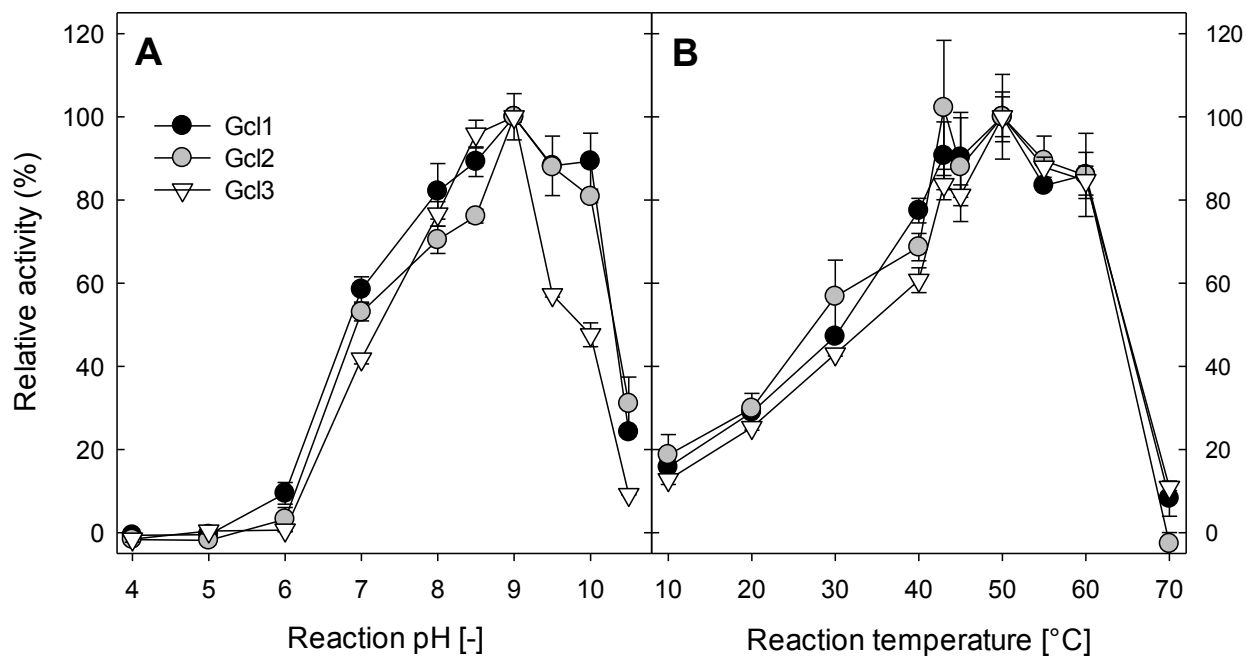 A
B
Gcl1
Gcl2
Gcl3
Relative activity (%)
120
100
80
60
40
20
0
120
100
80
60
40
20
0
4 5 6 7 8 9 10
10 20 30 40 50 60 70
Reaction pH [-]
Reaction temperature [°C]